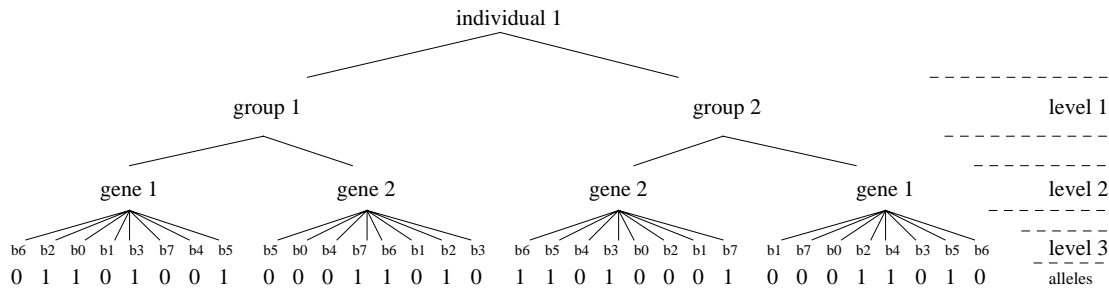 individual 1
group 1 group 2 level 1
gene 1 gene 2 gene 2 gene 1 level 2
b6 b2 b0 b1 b3 b7 b4 b5 b5 b0 b4 b7 b6 b1 b2 b3 b6 b5 b4 b3 b0 b2 b1 b7 b1 b7 b0 b2 b4 b3 b5 b6 level 3
0 1 1 0 1 0 0 1 0 0 0 1 1 0 1 0 1 1 0 1 0 0 0 1 0 0 0 1 1 0 1 0 alleles